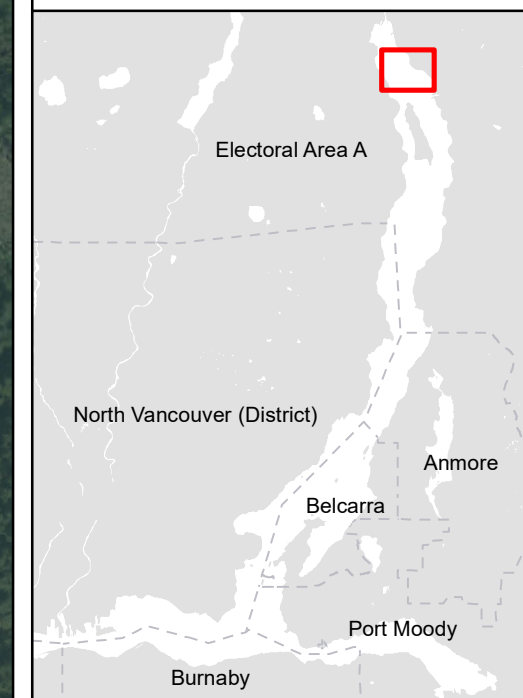 Electoral Area A
North Vancouver (District)
Anmore
Belcarra
Port Moody
Burnaby